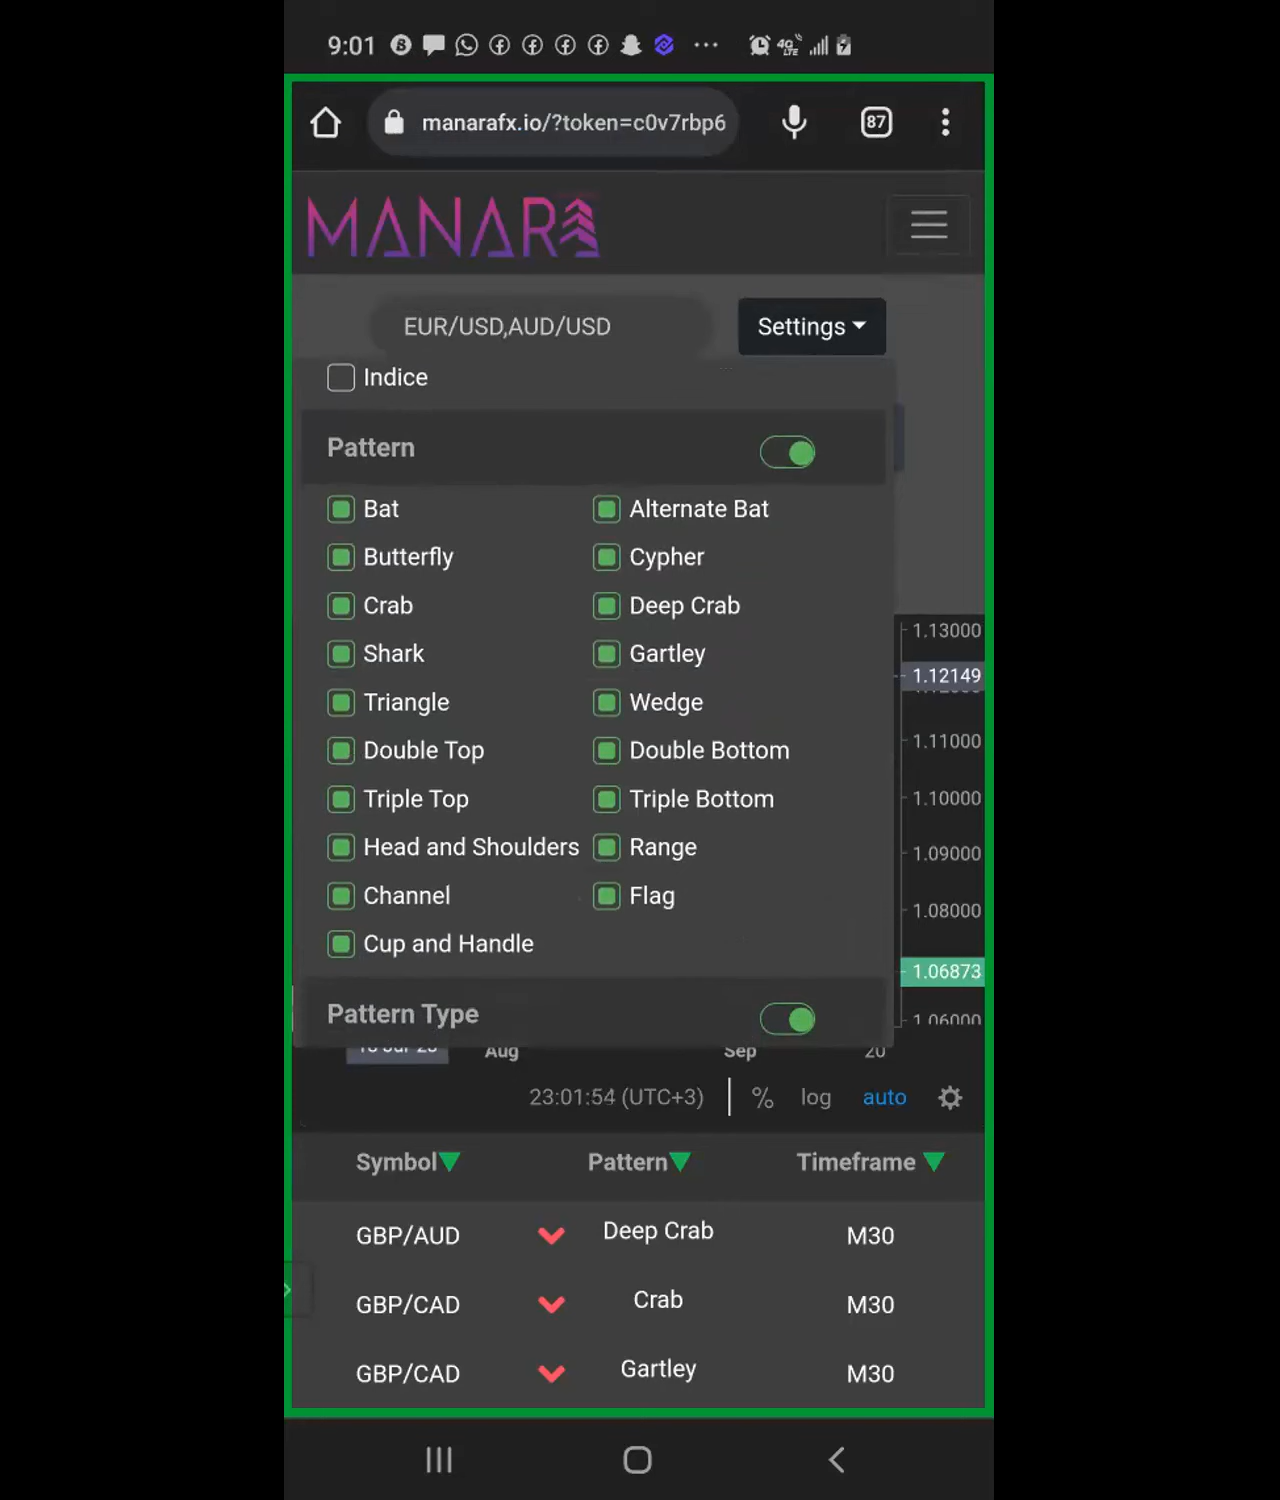 9:01 4G LTE
manarafx.io/?token=c0v7rbp6 87
MANARA
EUR/USD,AUD/USD Settings
Indice
Pattern
Bat Alternate Bat
Butterfly Cypher
Crab Deep Crab
Shark Gartley
Triangle Wedge
Double Top Double Bottom
Triple Top Triple Bottom
Head and Shoulders Range
Channel Flag
Cup and Handle
Pattern Type
1.13000
1.12149
1.11000
1.10000
1.09000
1.08000
1.06873
1.06000
Aug Sep 20
23:01:54 (UTC+3) % log auto
Symbol Pattern Timeframe
GBP/AUD Deep Crab M30
GBP/CAD Crab M30
GBP/CAD Gartley M30